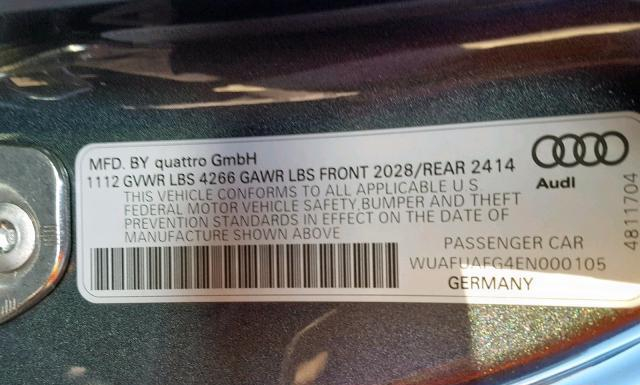 MFD. BY quattro GmbH
1112 GVWR LBS 4266 GAWR LBS FRONT 2028/REAR 2414
THIS VEHICLE CONFORMS TO ALL APPLICABLE U.S.
FEDERAL MOTOR VEHICLE SAFETY,BUMPER AND THEFT
PREVENTION STANDARDS IN EFFECT ON THE DATE OF
MANUFACTURE SHOWN ABOVE
Audi
PASSENGER CAR
WUAFUAFG4EN000105
GERMANY
4811704